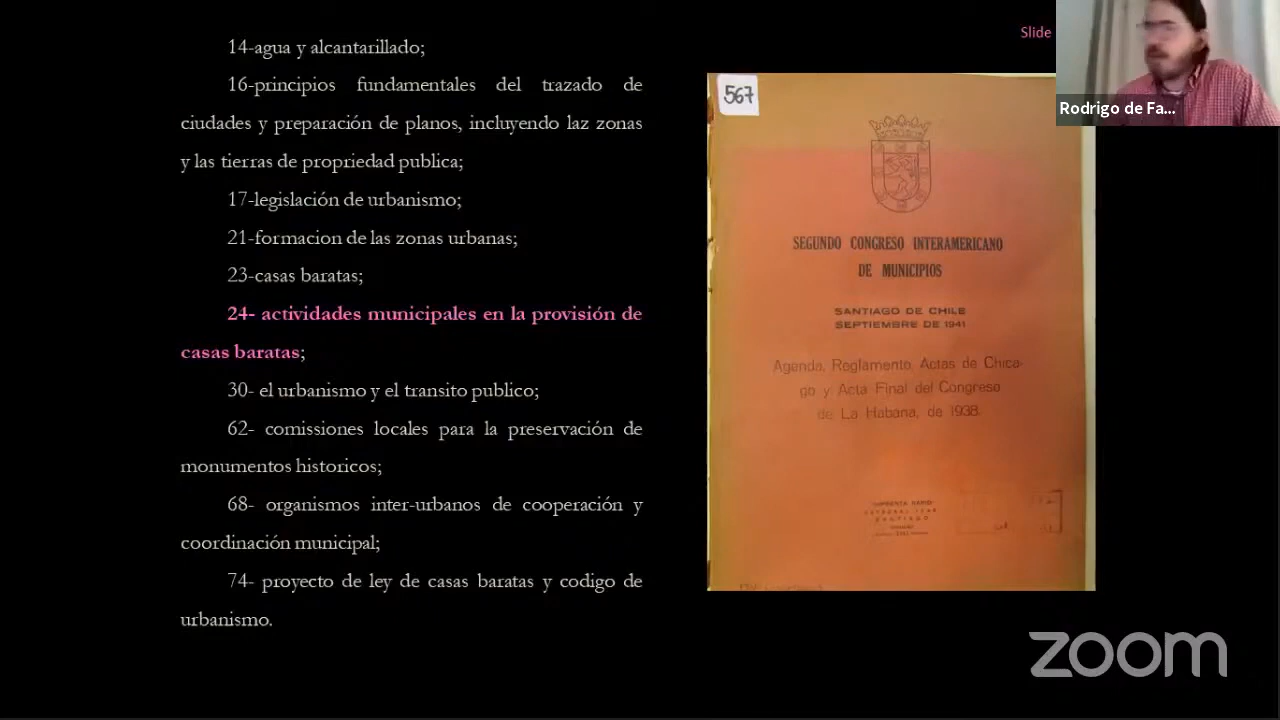 14-agua y alcantarillado;
16-principios fundamentales del trazado de
ciudades y preparación de planos, incluyendo laz zonas
y las tierras de propriedad publica;
17-legislación de urbanismo;
21-formacion de las zonas urbanas;
23-casas baratas;
24- actividades municipales en la provisión de
casas baratas;
30- el urbanismo y el transito publico;
62- comissiones locales para la preservación de
monumentos historicos;
68- organismos inter-urbanos de cooperación y
coordinación municipal;
74- proyecto de ley de casas baratas y codigo de
urbanismo.
Slide
567
SEGUNDO CONGRESO INTERAMERICANO
DE MUNICIPIOS
SANTIAGO DE CHILE
SEPTIEMBRE DE 1941
Agenda, Reglamento, Actas de Chica-
go y Acta Final del Congreso
de La Habana, de 1938
SANTIAGO
Rodrigo de Fa...
zoom